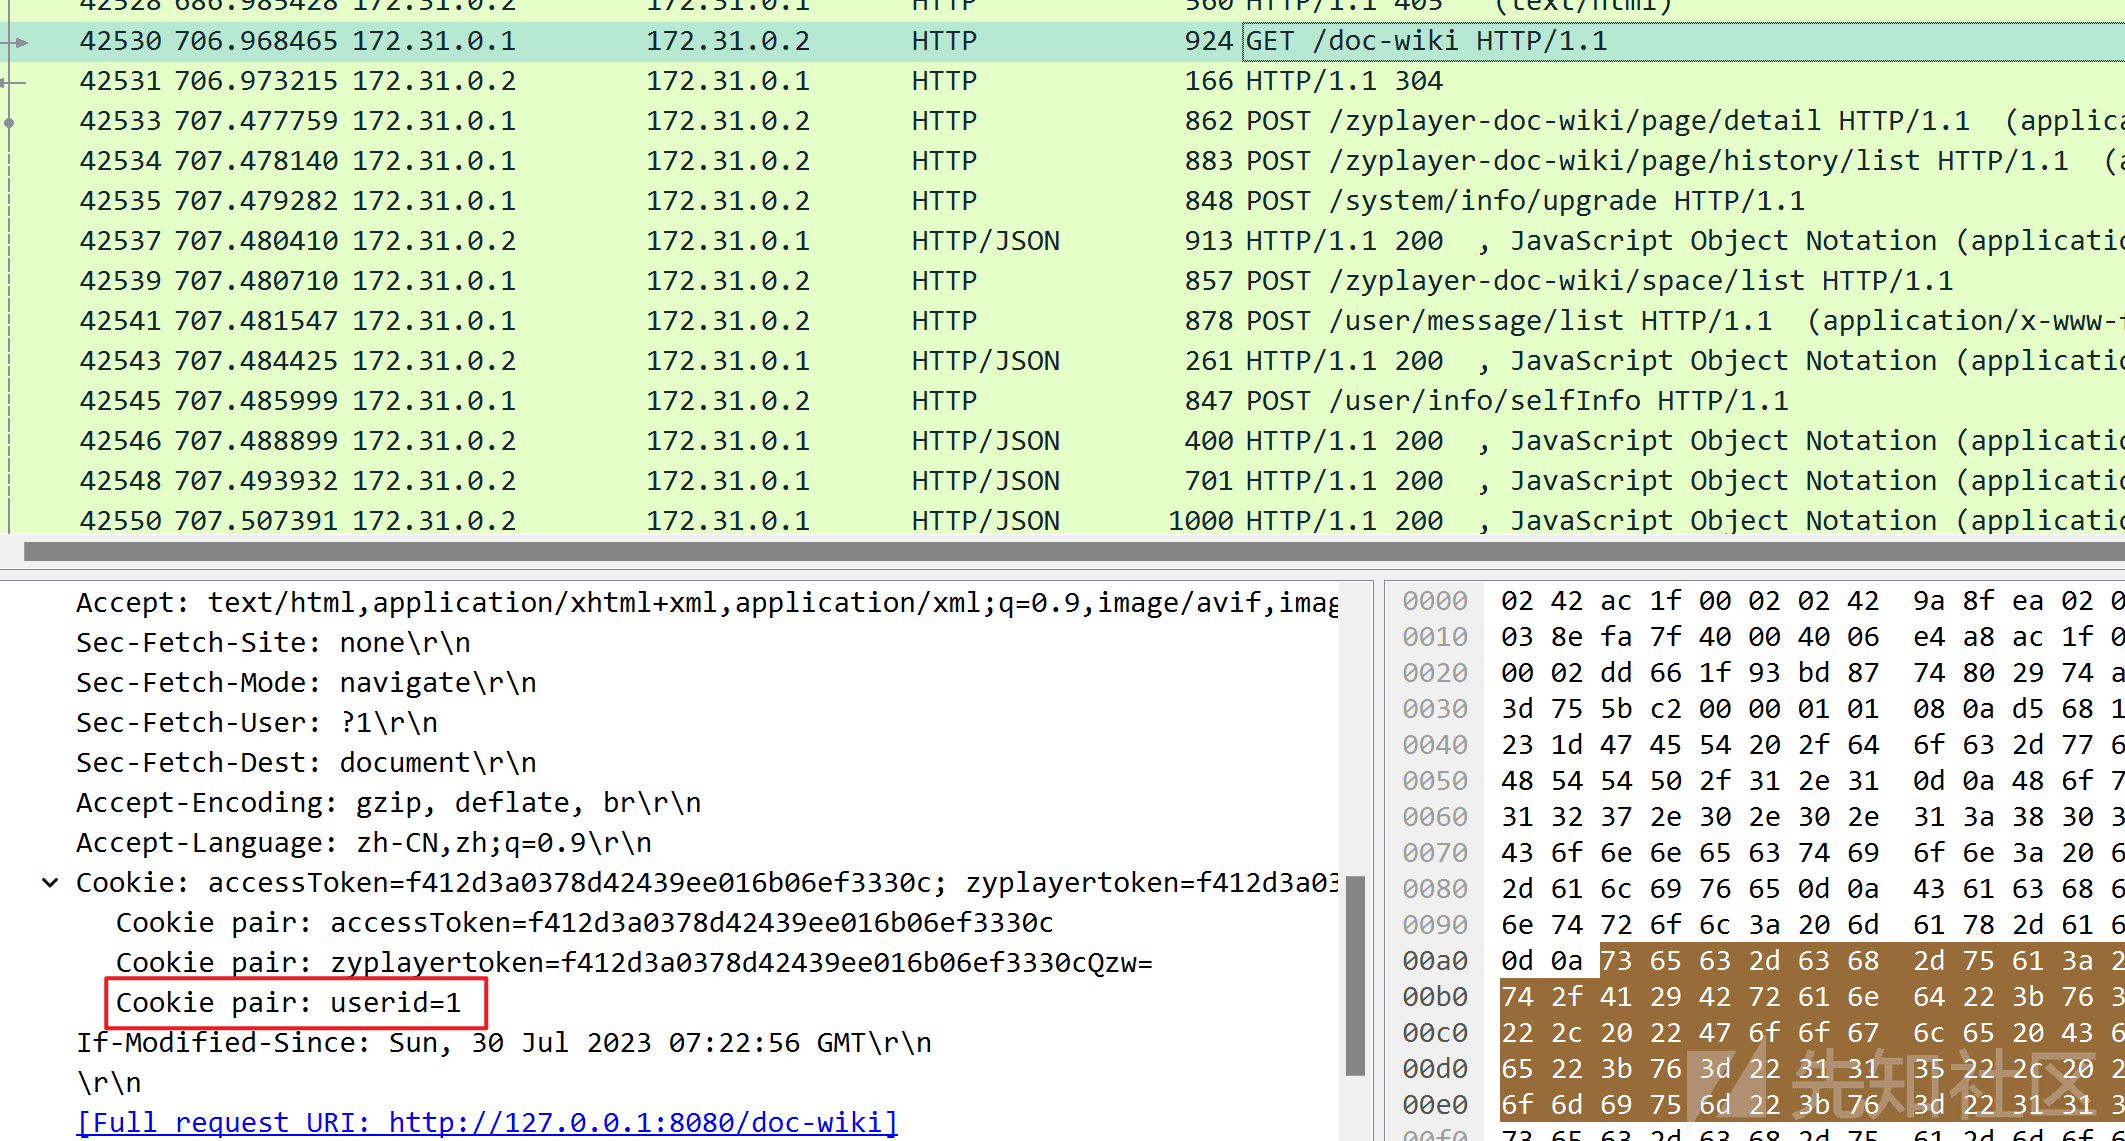 42528 686.985428 172.31.0.2 172.31.0.1 HTTP 560 HTTP/1.1 405 (text/html)
42530 706.968465 172.31.0.1 172.31.0.2 HTTP 924 GET /doc-wiki HTTP/1.1
42531 706.973215 172.31.0.2 172.31.0.1 HTTP 166 HTTP/1.1 304
42533 707.477759 172.31.0.1 172.31.0.2 HTTP 862 POST /zyplayer-doc-wiki/page/detail HTTP/1.1 (applica
42534 707.478140 172.31.0.1 172.31.0.2 HTTP 883 POST /zyplayer-doc-wiki/page/history/list HTTP/1.1 (a
42535 707.479282 172.31.0.1 172.31.0.2 HTTP 848 POST /system/info/upgrade HTTP/1.1
42537 707.480410 172.31.0.2 172.31.0.1 HTTP/JSON 913 HTTP/1.1 200 , JavaScript Object Notation (applicatio
42539 707.480710 172.31.0.1 172.31.0.2 HTTP 857 POST /zyplayer-doc-wiki/space/list HTTP/1.1
42541 707.481547 172.31.0.1 172.31.0.2 HTTP 878 POST /user/message/list HTTP/1.1 (application/x-www-f
42543 707.484425 172.31.0.2 172.31.0.1 HTTP/JSON 261 HTTP/1.1 200 , JavaScript Object Notation (applicatio
42545 707.485999 172.31.0.1 172.31.0.2 HTTP 847 POST /user/info/selfInfo HTTP/1.1
42546 707.488899 172.31.0.2 172.31.0.1 HTTP/JSON 400 HTTP/1.1 200 , JavaScript Object Notation (applicatio
42548 707.493932 172.31.0.2 172.31.0.1 HTTP/JSON 701 HTTP/1.1 200 , JavaScript Object Notation (applicatio
42550 707.507391 172.31.0.2 172.31.0.1 HTTP/JSON 1000 HTTP/1.1 200 , JavaScript Object Notation (applicatio
Accept: text/html,application/xhtml+xml,application/xml;q=0.9,image/avif,imag
Sec-Fetch-Site: none\r\n
Sec-Fetch-Mode: navigate\r\n
Sec-Fetch-User: ?1\r\n
Sec-Fetch-Dest: document\r\n
Accept-Encoding: gzip, deflate, br\r\n
Accept-Language: zh-CN,zh;q=0.9\r\n
Cookie: accessToken=f412d3a0378d42439ee016b06ef3330c; zyplayertoken=f412d3a03
Cookie pair: accessToken=f412d3a0378d42439ee016b06ef3330c
Cookie pair: zyplayertoken=f412d3a0378d42439ee016b06ef3330cQzw=
Cookie pair: userid=1
If-Modified-Since: Sun, 30 Jul 2023 07:22:56 GMT\r\n
\r\n
[Full request URI: http://127.0.0.1:8080/doc-wiki]
0000 02 42 ac 1f 00 02 02 42 9a 8f ea 02 0
0010 03 8e fa 7f 40 00 40 06 e4 a8 ac 1f 0
0020 00 02 dd 66 1f 93 bd 87 74 80 29 74 a
0030 3d 75 5b c2 00 00 01 01 08 0a d5 68 1
0040 23 1d 47 45 54 20 2f 64 6f 63 2d 77 6
0050 48 54 54 50 2f 31 2e 31 0d 0a 48 6f 7
0060 31 32 37 2e 30 2e 30 2e 31 3a 38 30 3
0070 43 6f 6e 6e 65 63 74 69 6f 6e 3a 20 6
0080 2d 61 6c 69 76 65 0d 0a 43 61 63 68 6
0090 6e 74 72 6f 6c 3a 20 6d 61 78 2d 61 6
00a0 0d 0a 73 65 63 2d 63 68 2d 75 61 3a 2
00b0 74 2f 41 29 42 72 61 6e 64 22 3b 76 3
00c0 22 2c 20 22 47 6f 6f 67 6c 65 20 43 6
00d0 65 22 3b 76 3d 22 31 31 35 22 2c 20 2
00e0 6f 6d 69 75 6d 22 3b 76 3d 22 31 31 3
00f0 73 65 63 2d 63 68 2d 75 61 2d 6d 6f 6
先知社区